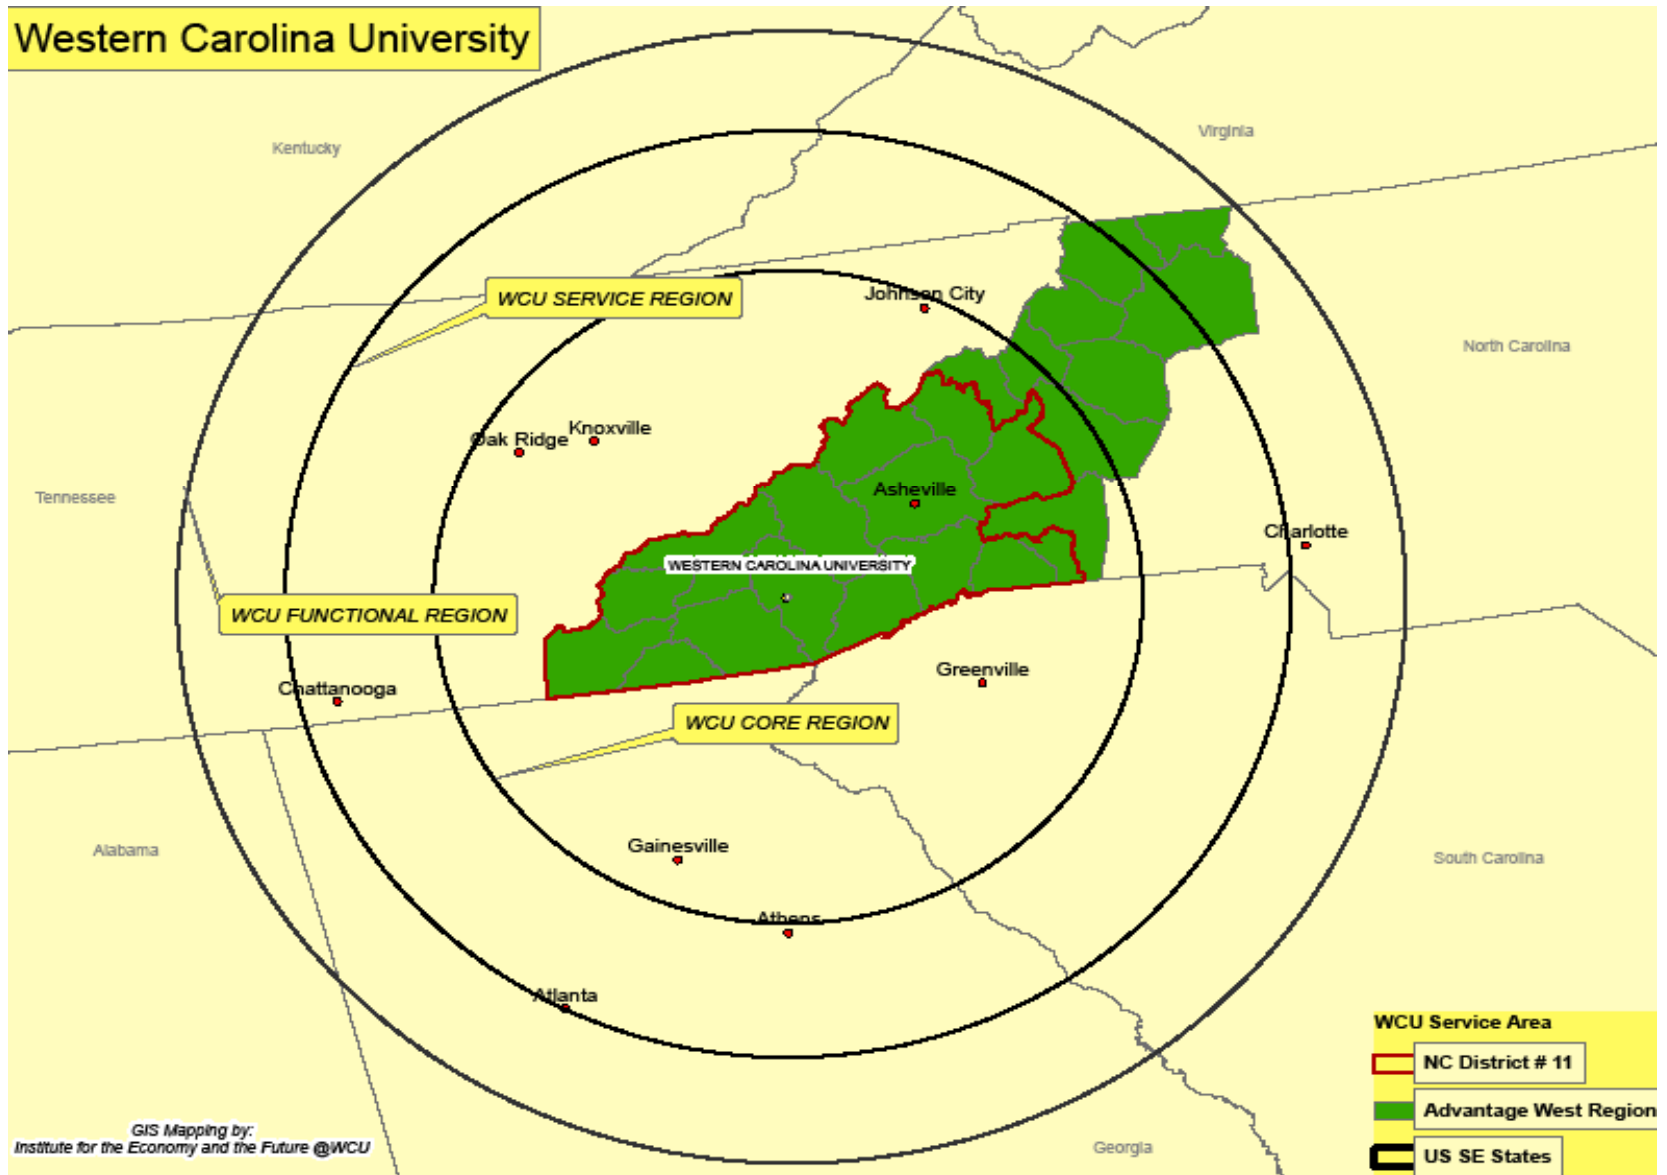 Western Carolina University
Kentucky
Virginia
WCU SERVICE REGION
Johnson City
North Carolina
Knoxville
Oak Ridge
Tennessee
Asheville
Charlotte
WESTERN CAROLINA UNIVERSITY
WCU FUNCTIONAL REGION
Greenville
Chattanooga
WCU CORE REGION
Gainesville
Alabama
South Carolina
Athens
Atlanta
WCU Service Area
NC District # 11
Advantage West Region
US SE States
GIS Mapping by:
Institute for the Economy and the Future @WCU
Georgia